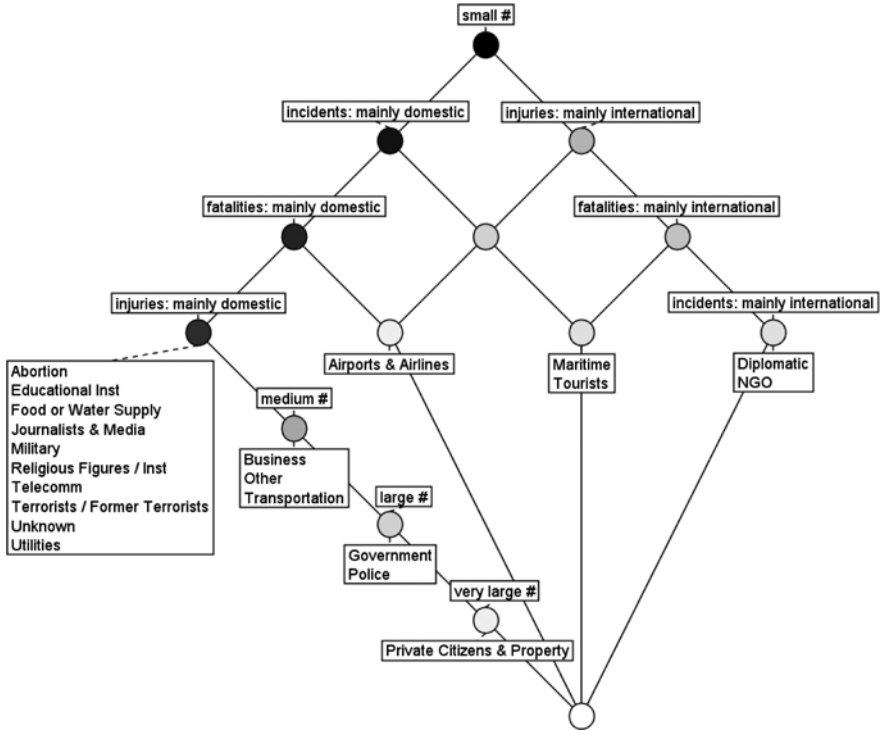 small #
incidents: mainly domestic
injuries: mainly international
fatalities: mainly domestic
fatalities: mainly international
injuries: mainly domestic
incidents: mainly international
Abortion
Educational Inst
Food or Water Supply
Journalists & Media
Military
Religious Figures / Inst
Telecomm
Terrorists / Former Terrorists
Unknown
Utilities
Airports & Airlines
Maritime
Tourists
Diplomatic
NGO
medium #
Business
Other
Transportation
large #
Government
Police
very large #
Private Citizens & Property